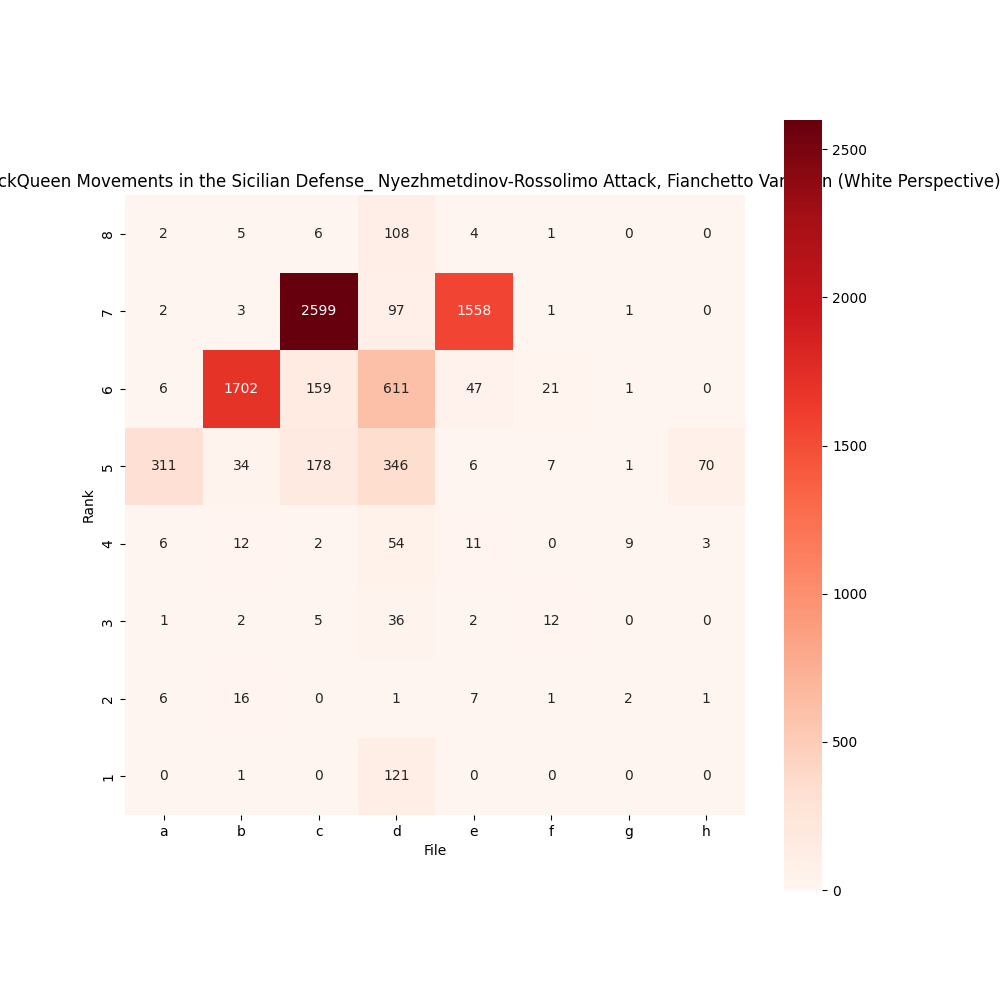 ckQueen Movements in the Sicilian Defense_ Nyezhmetdinov-Rossolimo Attack, Fianchetto Var n (White Perspective)
8 2 5 6 108 4 1 0 0
7 2 3 2599 97 1558 1 1 0
6 6 1702 159 611 47 21 1 0
5 311 34 178 346 6 7 1 70
Rank
4 6 12 2 54 11 0 9 3
3 1 2 5 36 2 12 0 0
2 6 16 0 1 7 1 2 1
1 0 1 0 121 0 0 0 0
a b c d e f g h
File
2500
2000
1500
1000
500
0